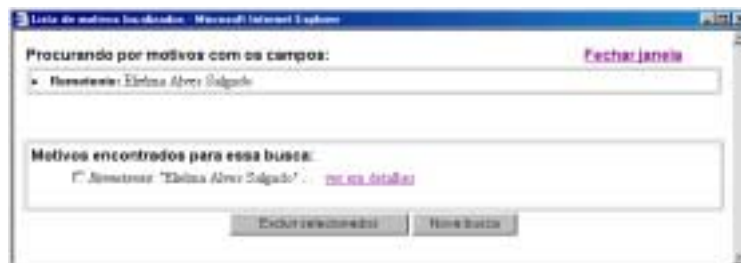 Lista de motivos localizados - Microsoft Internet Explorer
Procurando por motivos com os campos:
Fechar janela
• Remetente: Elelma Alves Salgado
Motivos encontrados para essa busca:
Remetente: "Elelma Alves Salgado" . ver em detalhes
Excluir selecionados
Nova busca